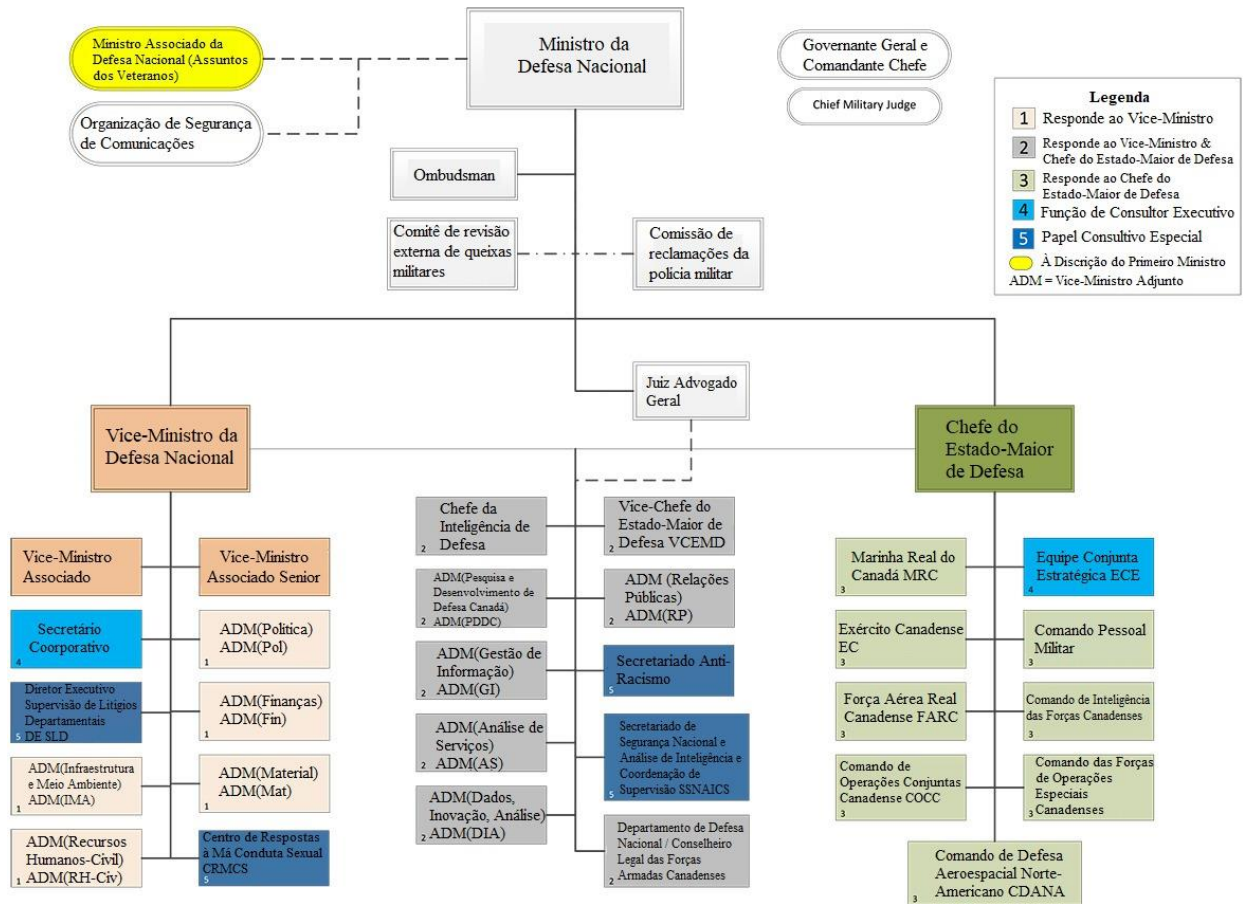 Ministro Associado da
Defesa Nacional (Assuntos
dos Veteranos)
Organização de Segurança
de Comunicações
Ministro da
Defesa Nacional
Governante Geral e
Comandante Chefe
Chief Military Judge
Legenda
1 Responde ao Vice-Ministro
2 Responde ao Vice-Ministro &
Chefe do Estado-Maior de Defesa
3 Responde ao Chefe do
Estado-Maior de Defesa
4 Função de Consultor Executivo
5 Papel Consultivo Especial
À Discrição do Primeiro Ministro
ADM = Vice-Ministro Adjunto
Ombudsman
Comitê de revisão
externa de queixas
militares
Comissão de
reclamações da
policia militar
Juiz Advogado
Geral
Vice-Ministro da
Defesa Nacional
Chefe do
Estado-Maior
de Defesa
Vice-Ministro
Associado
Vice-Ministro
Associado Senior
Secretário
Coorporativo
4
ADM(Politica)
ADM(Pol)
1
Diretor Executivo
Supervisão de Litígios
Departamentais
5 DE SLD
ADM(Finanças)
ADM(Fin)
1
ADM(Infraestrutura
e Meio Ambiente)
1 ADM(IMA)
ADM(Material)
ADM(Mat)
1
ADM(Recursos
Humanos-Civil)
1 ADM(RH-Civ)
Centro de Respostas
à Má Conduta Sexual
CRMCS
5
Chefe da
Inteligência de
2 Defesa
Vice-Chefe do
Estado-Maior de
2 Defesa VCEMD
ADM(Pesquisa e
Desenvolvimento de
Defesa Canadá)
2 ADM(PDDC)
ADM (Relações
Públicas)
2 ADM(RP)
ADM(Gestão de
Informação)
2 ADM(GI)
Secretariado Anti-
Racismo
5
ADM(Análise de
Serviços)
2 ADM(AS)
Secretariado de
Segurança Nacional e
Análise de Inteligência e
Coordenação de
Supervisão SSNAICS
5
ADM(Dados,
Inovação, Análise)
2 ADM(DIA)
Departamento de Defesa
Nacional / Conselheiro
Legal das Forças
2 Armadas Canadenses
Marinha Real do
Canadá MRC
3
Equipe Conjunta
Estratégica ECE
4
Exército Canadense
EC
3
Comando Pessoal
Militar
3
Força Aérea Real
Canadense FARC
3
Comando de Inteligência
das Forças Canadenses
3
Comando de
Operações Conjuntas
Canadense COCC
3
Comando das Forças
de Operações
Especiais
Canadenses
3
Comando de Defesa
Aeroespacial Norte-
Americano CDANA
3